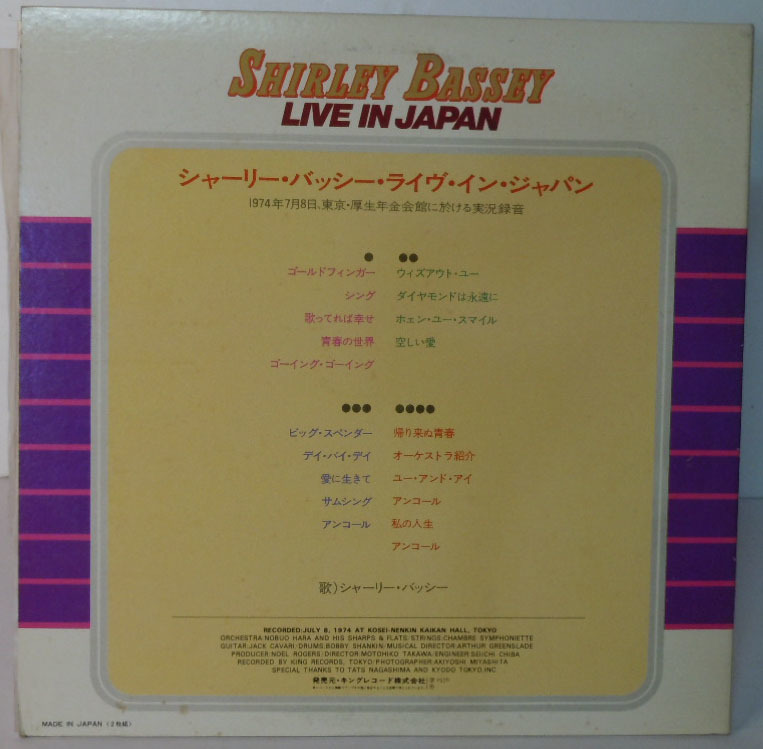 SHIRLEY BASSEY
LIVE IN JAPAN
シャーリー・バッシー・ライヴ・イン・ジャパン
1974年7月8日、東京・厚生年金会館に於ける実況録音
●
ゴールドフィンガー
シング
歌ってれば幸せ
青春の世界
ゴーイング・ゴーイング
●●
ウィズアウト・ユー
ダイヤモンドは永遠に
ホェン・ユー・スマイル
空しい愛
●●●
ビッグ・スペンダー
デイ・バイ・デイ
愛に生きて
サムシング
アンコール
●●●●
帰り来ぬ青春
オーケストラ紹介
ユー・アンド・アイ
アンコール
私の人生
アンコール
歌)シャーリー・バッシー
RECORDED:JULY 8, 1974 AT KOSEI-NENKIN KAIKAN HALL, TOKYO
ORCHESTRA:NOBUO HARA AND HIS SHARPS & FLATS/STRINGS:CHAMBRE SYMPHONIETTE
GUITAR:JACK CAVARI/DRUMS:BOBBY SHANKIN/MUSICAL DIRECTOR:ARTHUR GREENSLADE
PRODUCER:NOEL ROGERS/DIRECTOR:MOTOHIKO TAKAWA/ENGINEER:SEIICHI CHIBA
RECORDED BY KING RECORDS, TOKYO/PHOTOGRAPHER:AKIYOSHI MIYASHITA
SPECIAL THANKS TO TATS NAGASHIMA AND KYODO TOKYO,INC
発売元・キングレコード株式会社
MADE IN JAPAN (2枚組)